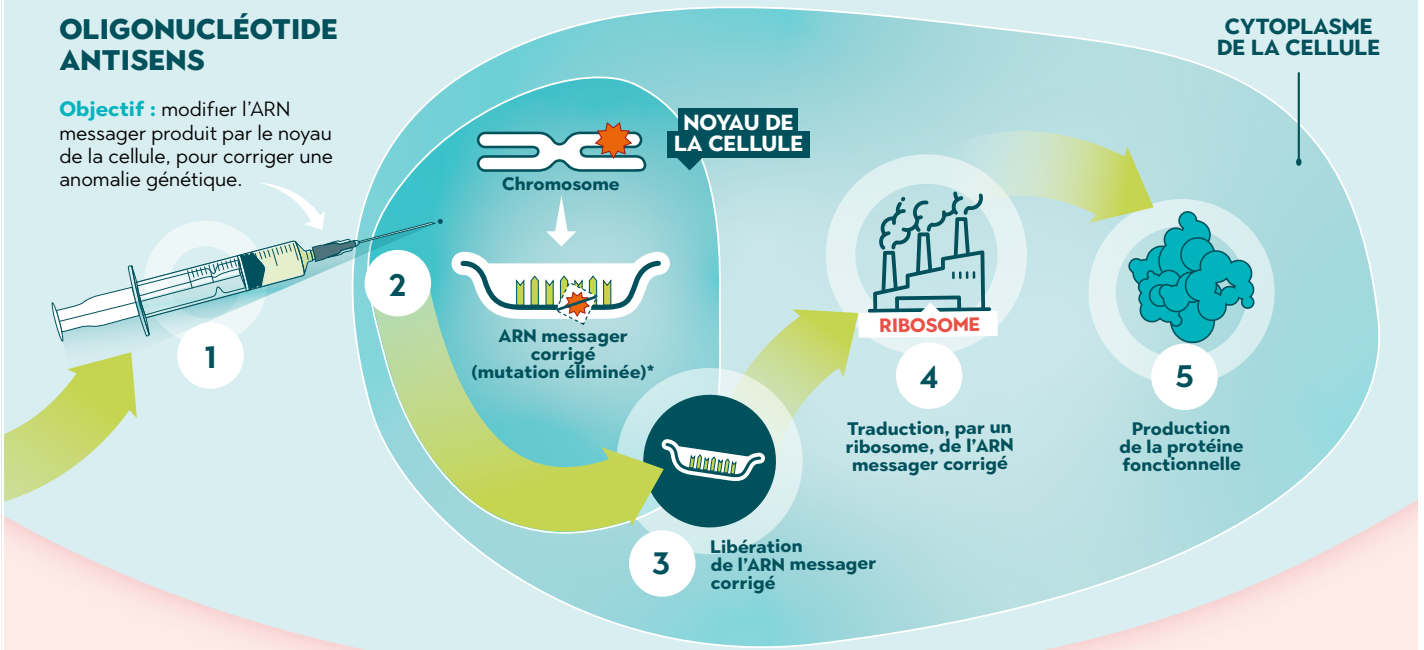 OLIGONUCLÉOTIDE
ANTISENS
Objectif : modifier l'ARN
messager produit par le noyau
de la cellule, pour corriger une
anomalie génétique.
1
2
NOYAU DE
LA CELLULE
Chromosome
ARN messager
corrigé
(mutation éliminée)*
3
Libération
de l'ARN messager
corrigé
RIBOSOME
4
Traduction, par un
ribosome, de l'ARN
messager corrigé
5
Production
de la protéine
fonctionnelle
CYTOPLASME
DE LA CELLULE